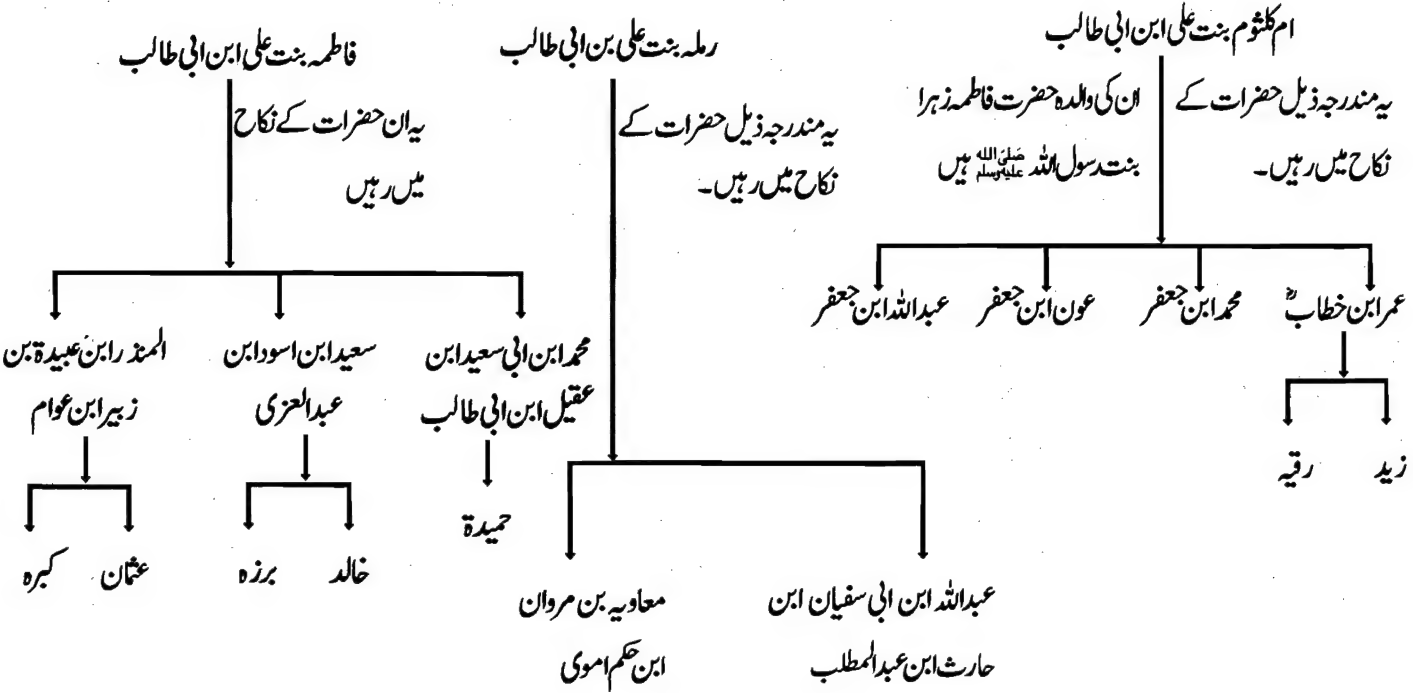 ام کلثوم بنت علی ابن ابی طالب
یہ مندرجہ ذیل حضرات کے
نکاح میں رہیں۔
ان کی والدہ حضرت فاطمہ زہرا
بنت رسول اللہ ﷺ ہیں
عمر ابن خطابؓ
محمد ابن جعفر
عون ابن جعفر
عبداللہ ابن جعفر
زید
رقیہ
رملہ بنت علی بن ابی طالب
یہ مندرجہ ذیل حضرات کے
نکاح میں رہیں۔
عبداللہ ابن ابی سفیان ابن
حارث ابن عبدالمطلب
معاویہ بن مروان
ابن حکم اموی
فاطمہ بنت علی ابن ابی طالب
یہ ان حضرات کے نکاح
میں رہیں
محمد ابن ابی سعید ابن
عقیل ابن ابی طالب
سعید ابن اسود ابن
عبدالعزی
المنذر ابن عبیدۃ بن
زبیر ابن عوام
حمیدۃ
خالد
برزہ
عثمان
کبرہ